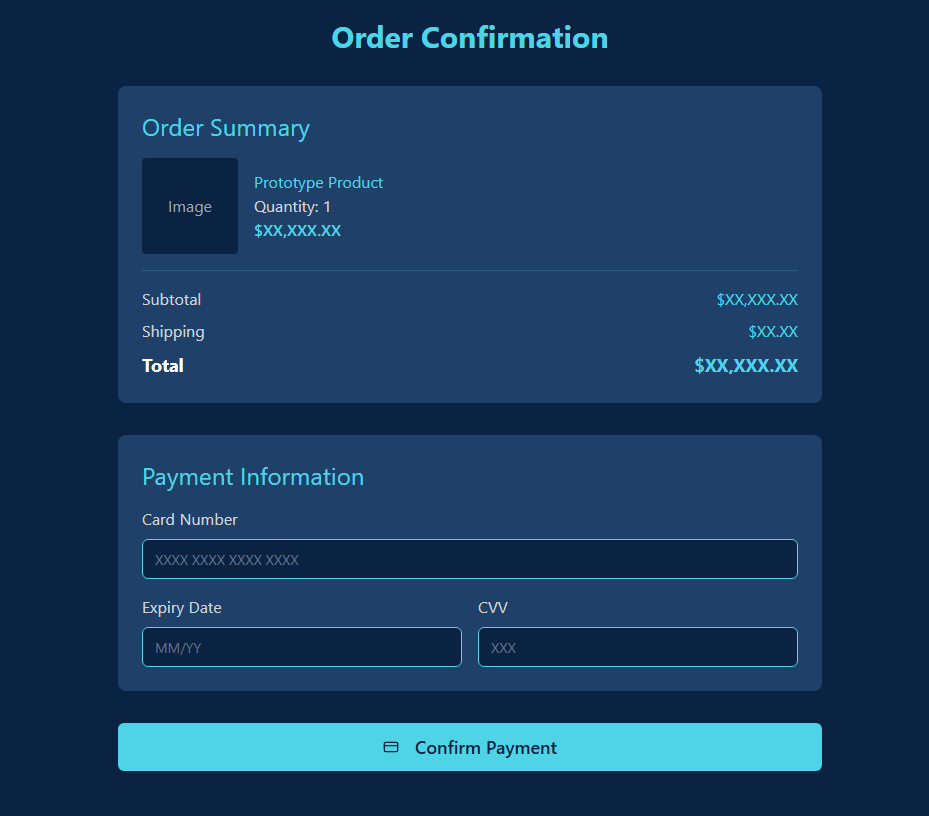 Order Confirmation
Order Summary
Image
Prototype Product
Quantity: 1
$XX,XXX.XX
Subtotal $XX,XXX.XX
Shipping $XX.XX
Total $XX,XXX.XX
Payment Information
Card Number
XXXX XXXX XXXX XXXX
Expiry Date CVV
MM/YY XXX
Confirm Payment